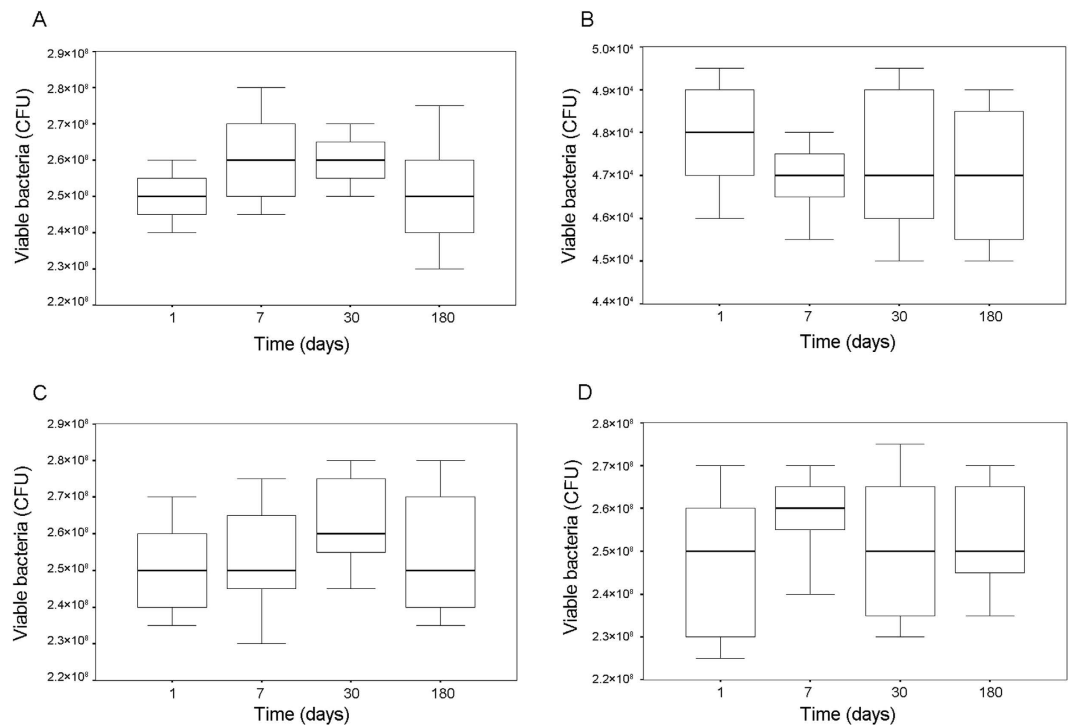 A
Viable bacteria (CFU)
2.9×10⁸
2.8×10⁸
2.7×10⁸
2.6×10⁸
2.5×10⁸
2.4×10⁸
2.3×10⁸
2.2×10⁸
1 7 30 180
Time (days)
B
Viable bacteria (CFU)
5.0×10⁴
4.9×10⁴
4.8×10⁴
4.7×10⁴
4.6×10⁴
4.5×10⁴
4.4×10⁴
1 7 30 180
Time (days)
C
Viable bacteria (CFU)
2.9×10⁸
2.8×10⁸
2.7×10⁸
2.6×10⁸
2.5×10⁸
2.4×10⁸
2.3×10⁸
2.2×10⁸
1 7 30 180
Time (days)
D
Viable bacteria (CFU)
2.8×10⁸
2.7×10⁸
2.6×10⁸
2.5×10⁸
2.4×10⁸
2.3×10⁸
2.2×10⁸
1 7 30 180
Time (days)